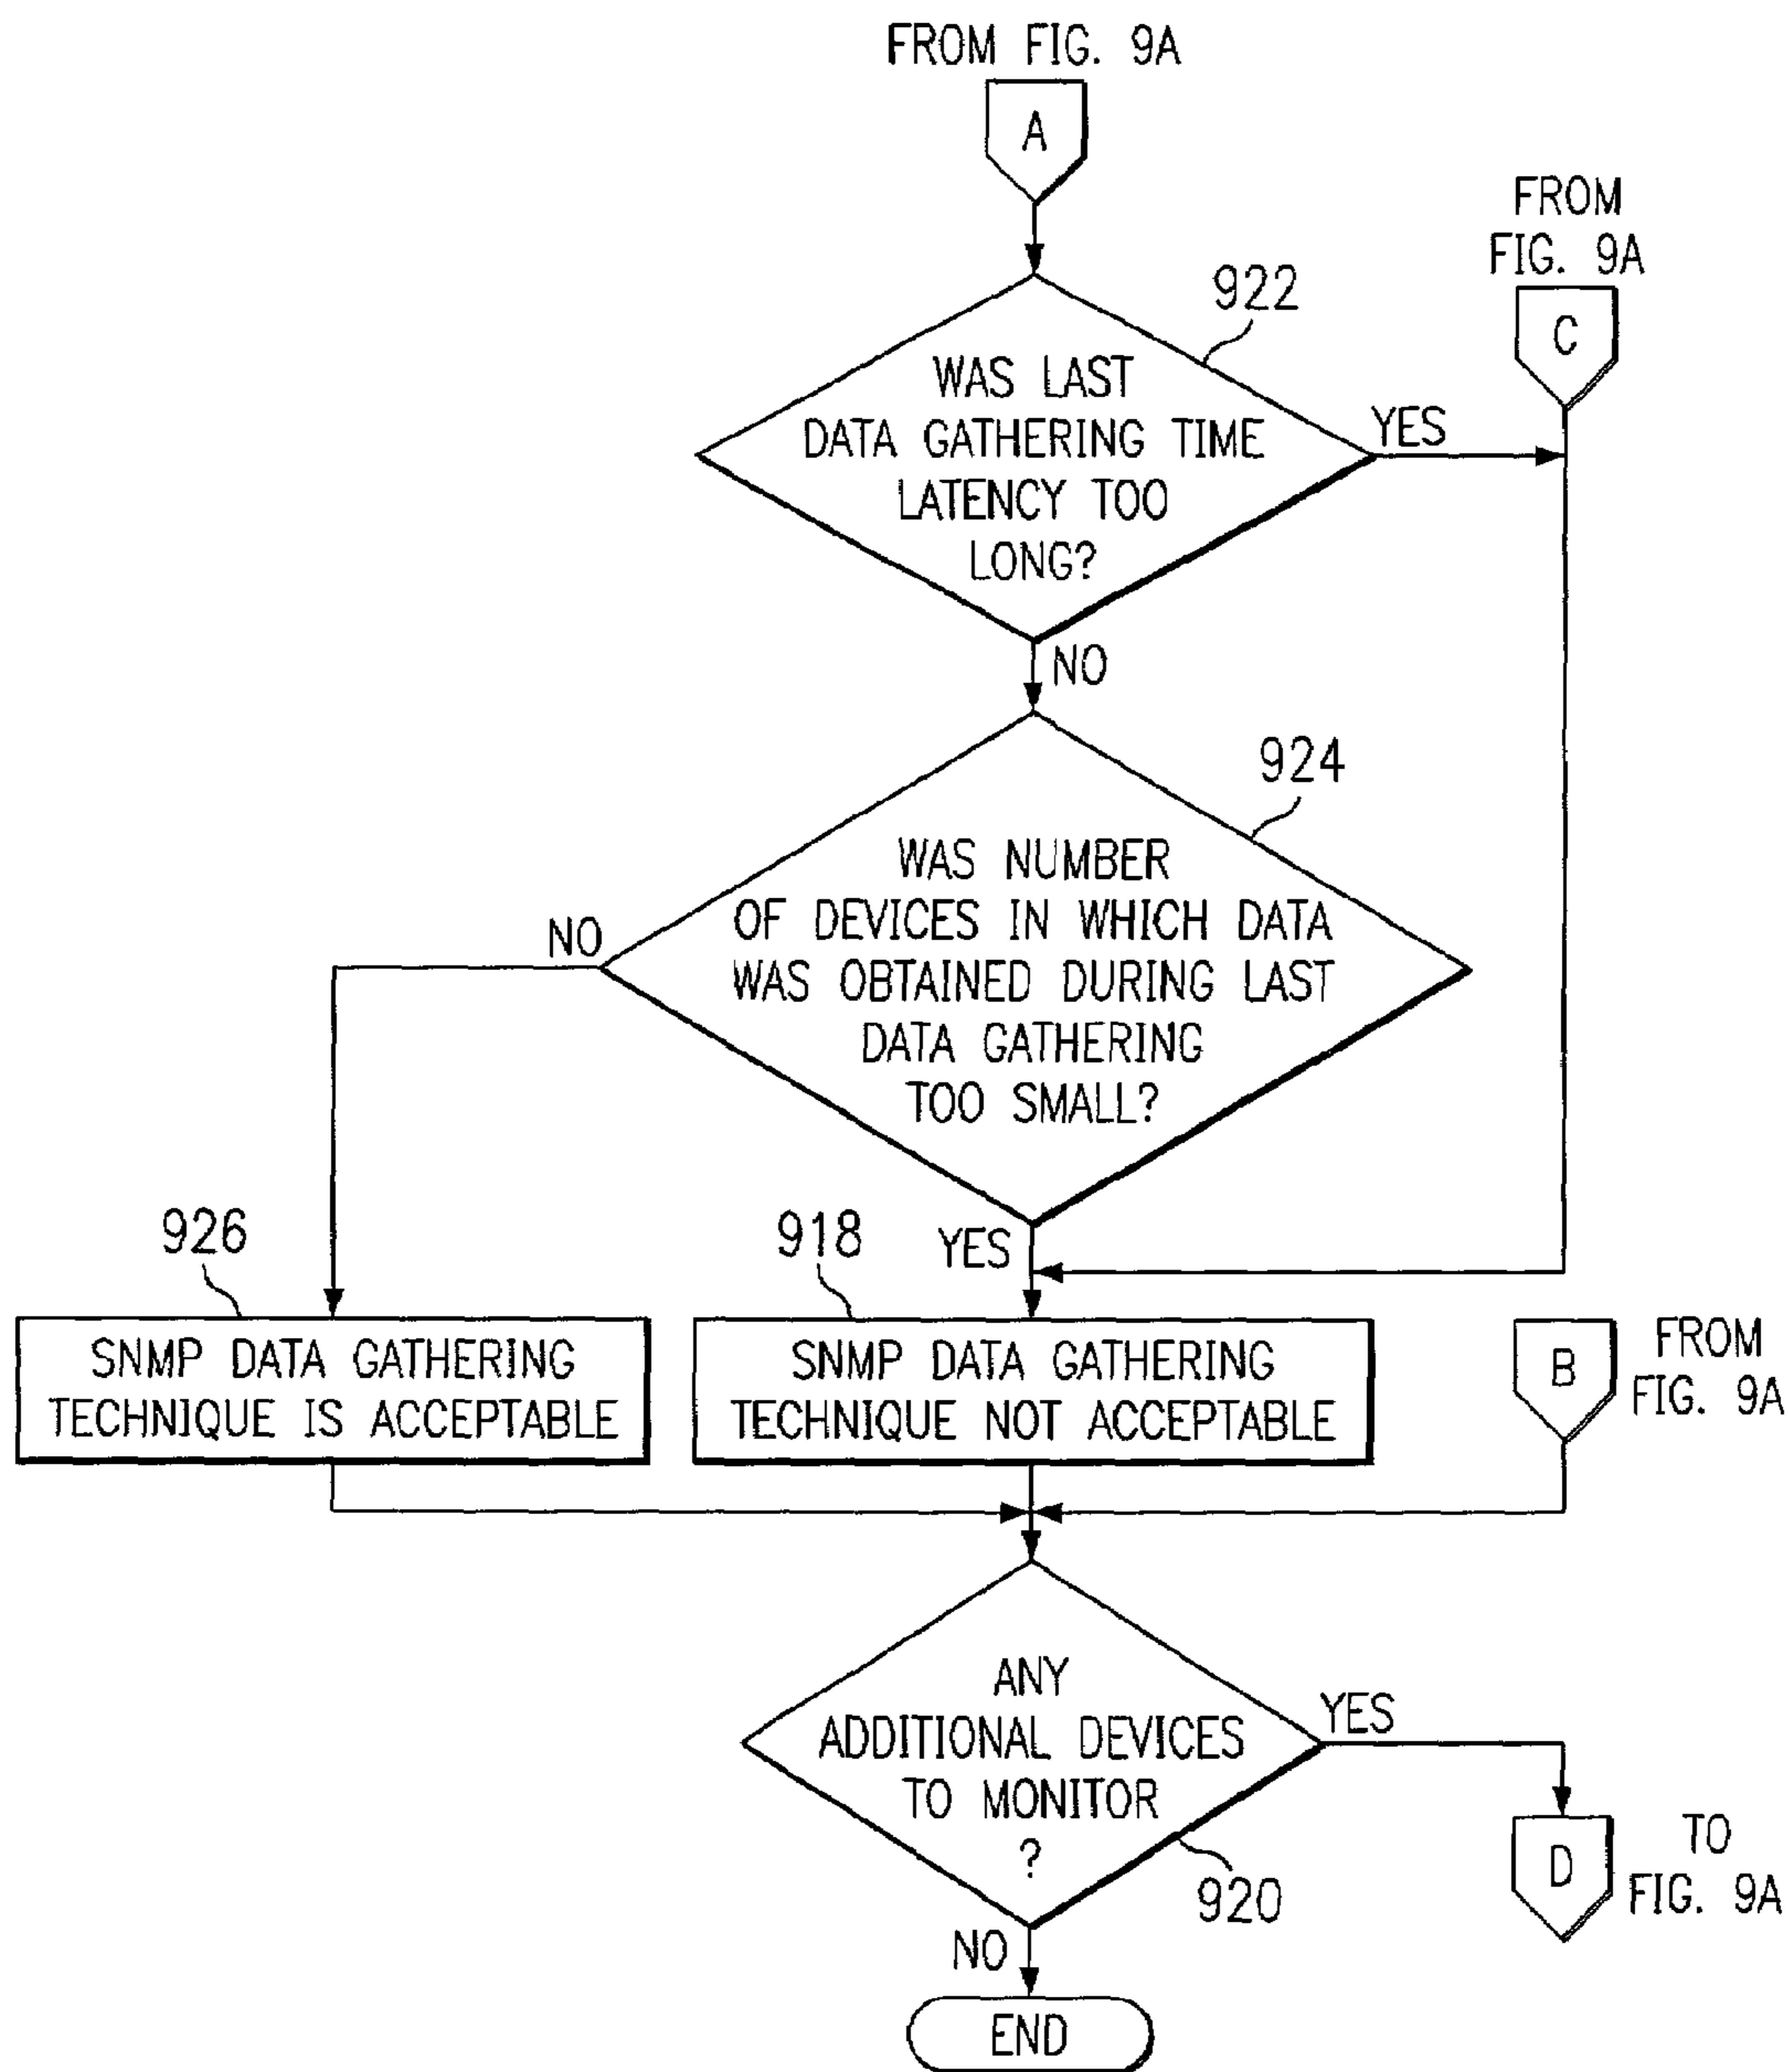 FROM FIG. 9A
A
FROM
FIG. 9A
C
922
WAS LAST
DATA GATHERING TIME
LATENCY TOO
LONG?
YES
NO
924
WAS NUMBER
OF DEVICES IN WHICH DATA
WAS OBTAINED DURING LAST
DATA GATHERING
TOO SMALL?
NO
YES
926
SNMP DATA GATHERING
TECHNIQUE IS ACCEPTABLE
918
SNMP DATA GATHERING
TECHNIQUE NOT ACCEPTABLE
B
FROM
FIG. 9A
ANY
ADDITIONAL DEVICES
TO MONITOR
?
YES
920
D
TO
FIG. 9A
NO
END